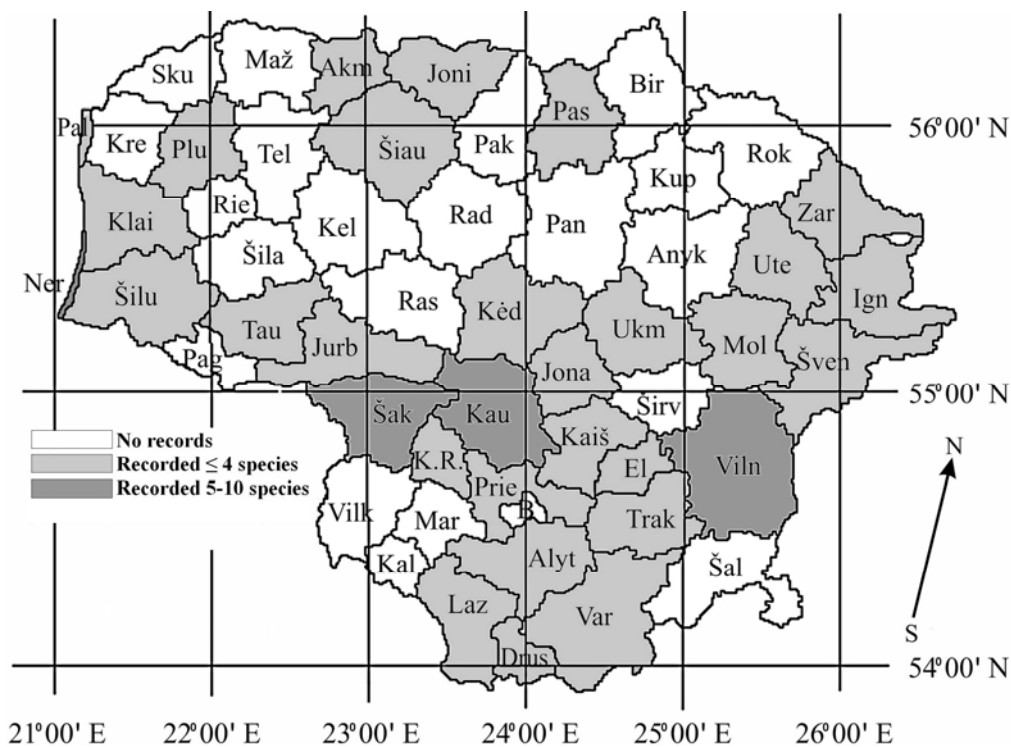 Sku
Maž
Akm
Joni
Bir
Pas
Pal
Kre
Plu
Tel
Šiau
Pak
Kup
Rok
56°00' N
Klai
Rie
Kel
Rad
Pan
Zar
Šila
Anyk
Ute
Ner
Šilu
Ras
Kėd
Ign
Tau
Jurb
Ukm
Mol
Pag
Jona
Šven
55°00' N
Šak
Kau
Širv
Kaiš
No records
Recorded ≤ 4 species
Recorded 5-10 species
K.R.
El
Viln
N
Prie
Vilk
Mar
B
Trak
Kal
Alyt
Šal
Laz
Var
S
Drus
54°00' N
21°00' E 22°00' E 23°00' E 24°00' E 25°00' E 26°00' E